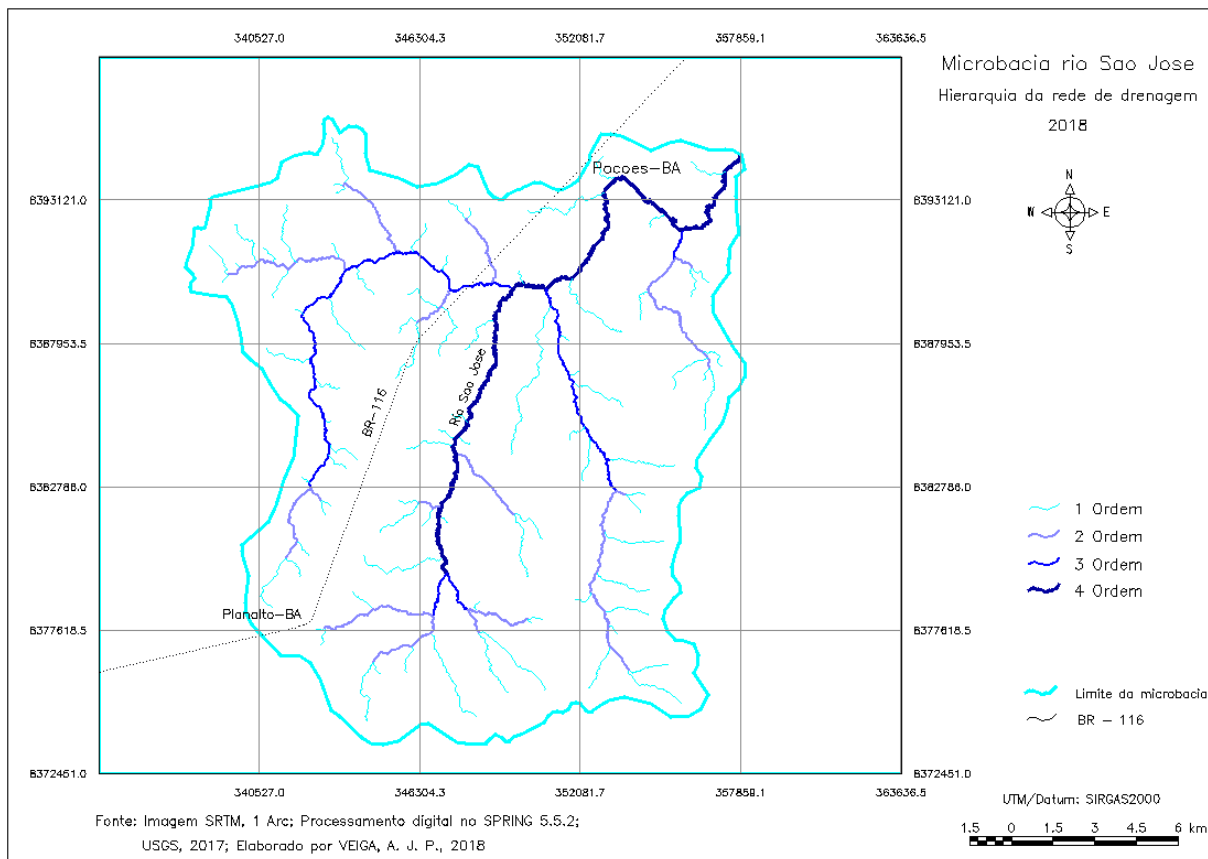 340527.0 346304.3 352081.7 357859.1 363636.5
Microbacia rio Sao Jose
Hierarquia da rede de drenagem
2018
Pocoes-BA
N
W E
S
8393121.0 8393121.0
8387953.5 8387953.5
Rio Sao Jose
BR-116
8382786.0 8382786.0
1 Ordem
2 Ordem
3 Ordem
4 Ordem
Planalto-BA
8377618.5 8377618.5
Limite da microbacia
BR - 116
8372451.0 8372451.0
340527.0 346304.3 352081.7 357859.1 363636.5
UTM/Datum: SIRGAS2000
Fonte: Imagem SRTM, 1 Arc; Processamento digital no SPRING 5.5.2;
USGS, 2017; Elaborado por VEIGA, A. J. P., 2018
1.5 0 1.5 3 4.5 6 km